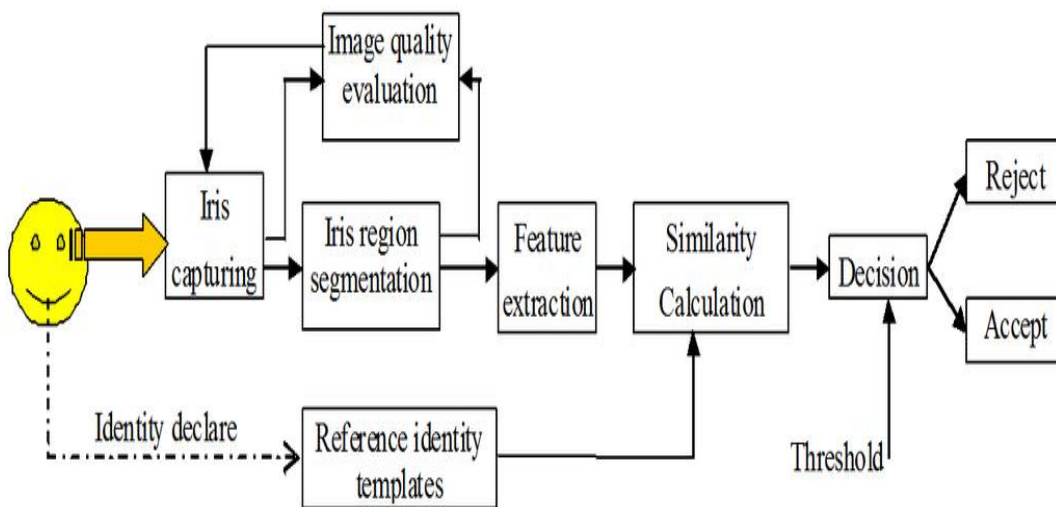 Image quality
evaluation
Iris
capturing
Iris region
segmentation
Feature
extraction
Similarity
Calculation
Decision
Reject
Accept
Identity declare
Reference identity
templates
Threshold